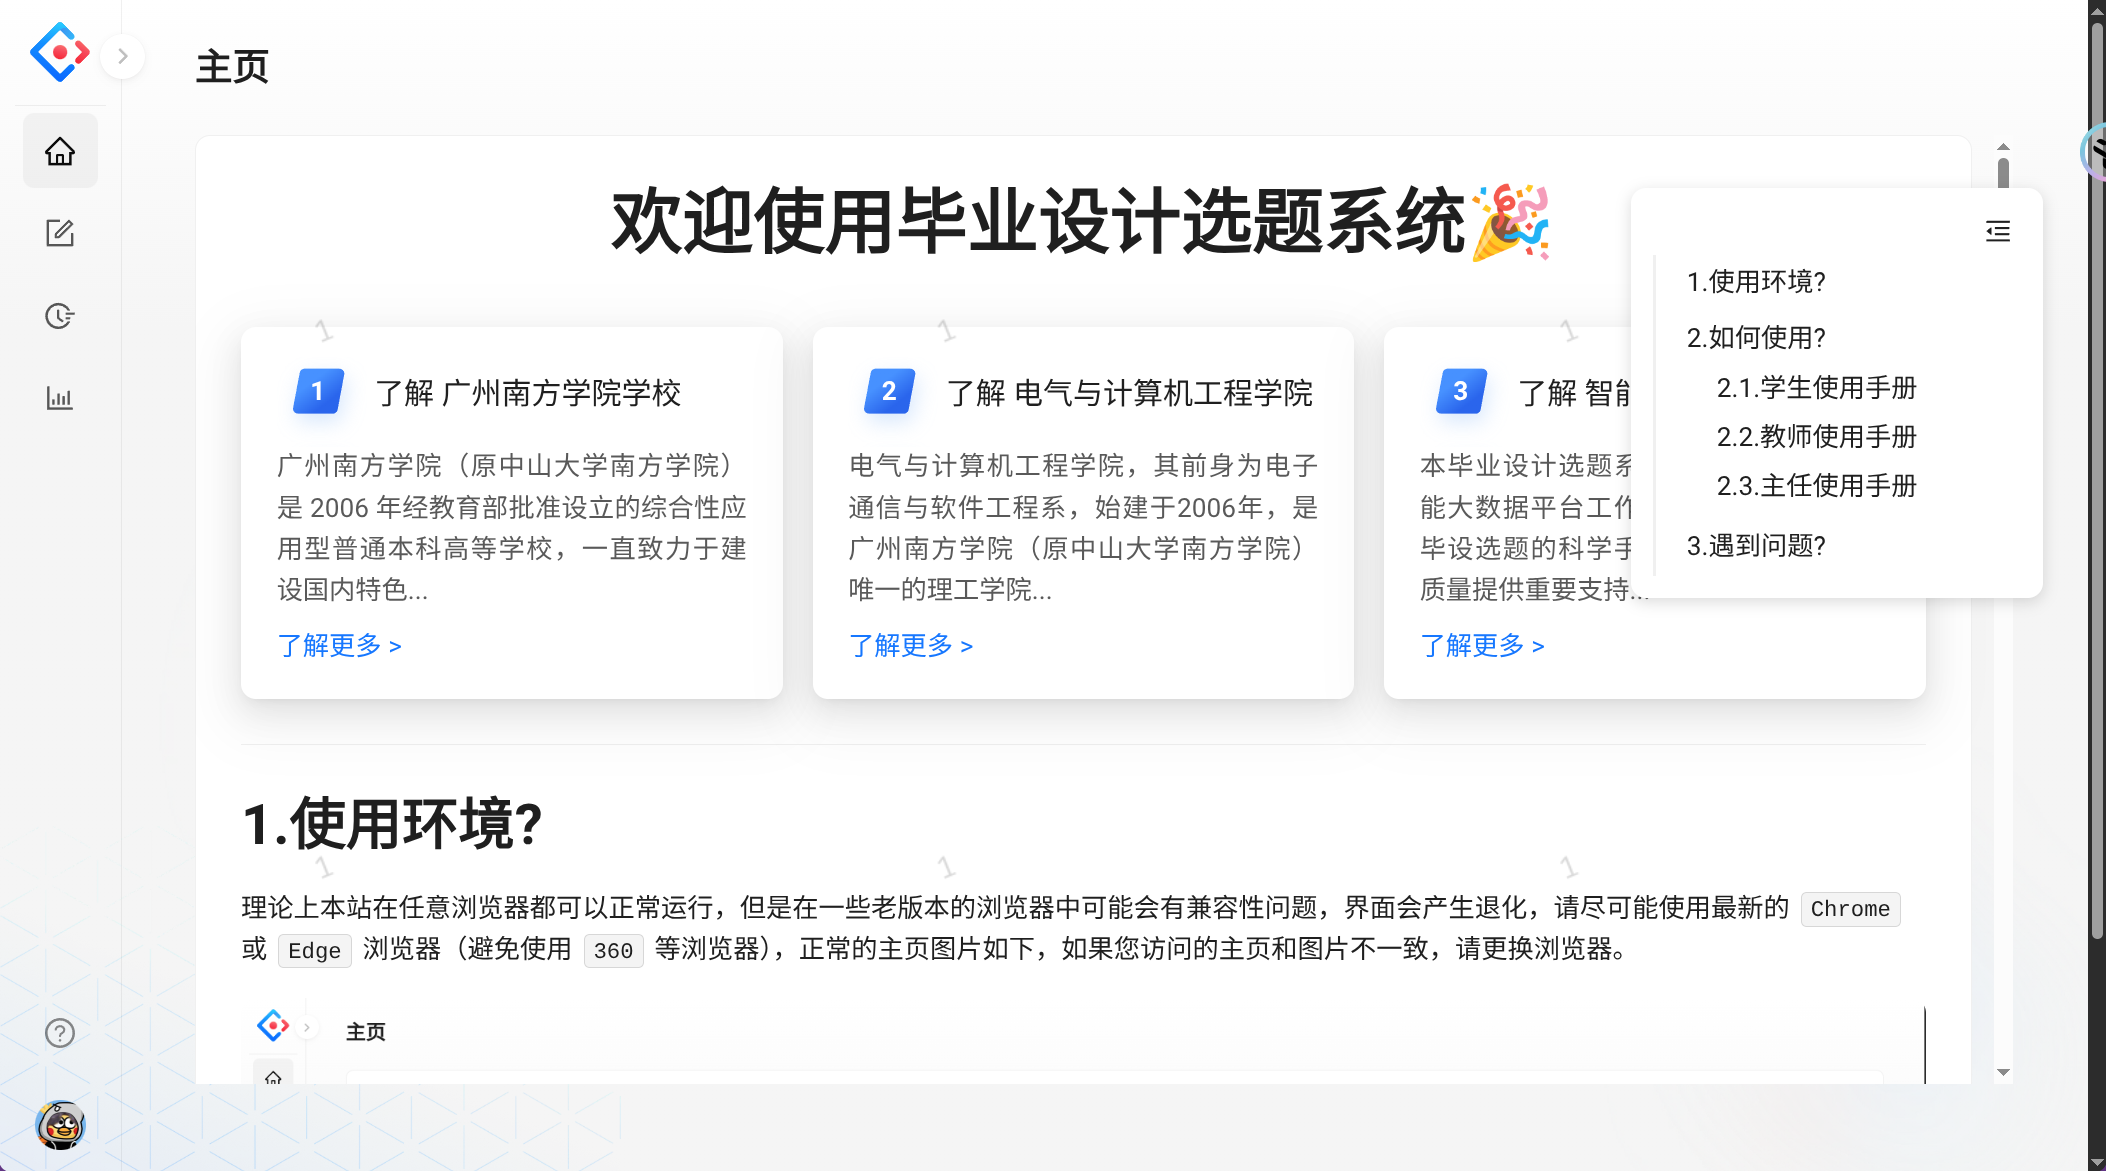 主页
欢迎使用毕业设计选题系统🎉
1.使用环境?
2.如何使用?
2.1.学生使用手册
2.2.教师使用手册
2.3.主任使用手册
3.遇到问题?
1 1 1
1 了解 广州南方学院学校
广州南方学院（原中山大学南方学院）
是 2006 年经教育部批准设立的综合性应
用型普通本科高等学校，一直致力于建
设国内特色...
了解更多 >
2 了解 电气与计算机工程学院
电气与计算机工程学院，其前身为电子
通信与软件工程系，始建于2006年，是
广州南方学院（原中山大学南方学院）
唯一的理工学院...
了解更多 >
3 了解 智能
本毕业设计选题系
能大数据平台工作
毕设选题的科学手
质量提供重要支持...
了解更多 >
1.使用环境?
1 1 1
理论上本站在任意浏览器都可以正常运行，但是在一些老版本的浏览器中可能会有兼容性问题，界面会产生退化，请尽可能使用最新的 Chrome
或 Edge 浏览器（避免使用 360 等浏览器），正常的主页图片如下，如果您访问的主页和图片不一致，请更换浏览器。
主页